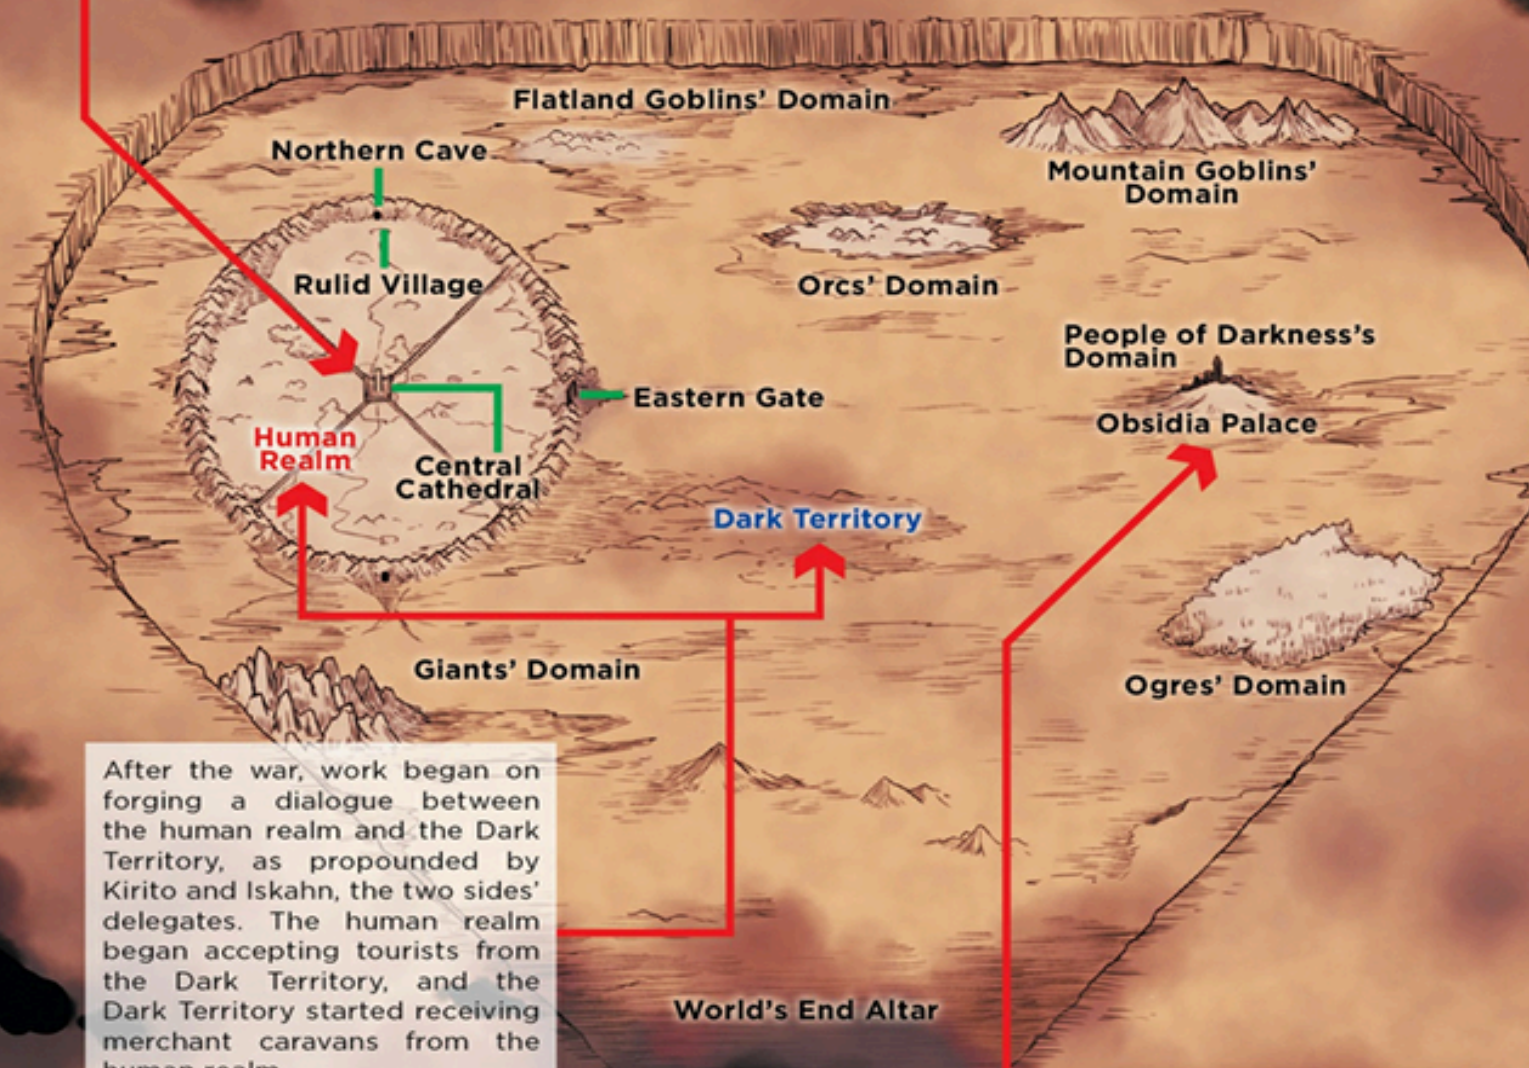 Flatland Goblins' Domain
Northern Cave
Mountain Goblins'
Domain
Rulid Village
Orcs' Domain
People of Darkness's
Domain
Eastern Gate
Obsidia Palace
Human
Realm
Central
Cathedral
Dark Territory
Giants' Domain
Ogres' Domain
After the war, work began on
forging a dialogue between
the human realm and the Dark
Territory, as propounded by
Kirito and Iskahn, the two sides'
delegates. The human realm
began accepting tourists from
the Dark Territory, and the
Dark Territory started receiving
merchant caravans from the
human realm.
World's End Altar